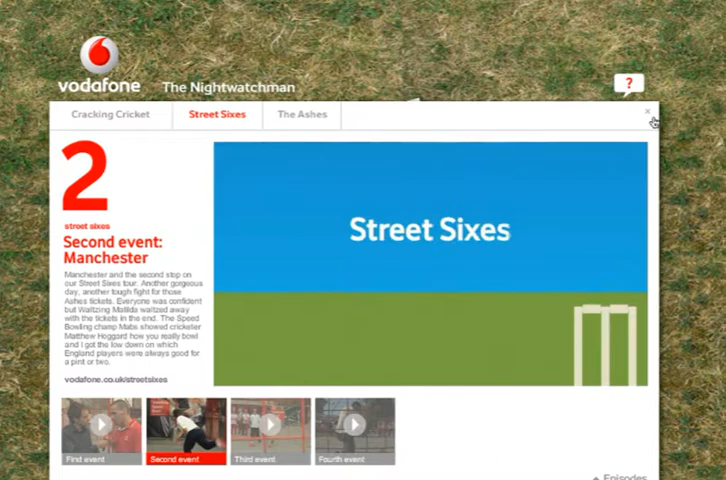 vodafone The Nightwatchman ?
Cracking Cricket Street Sixes The Ashes ×
2
street sixes
Second event:
Manchester
Manchester and the second stop on
our Street Sixes tour. Another gorgeous
day, another tough fight for those
Ashes tickets. Everyone was confident
but Waltzing Matilda waltzed away
with the tickets in the end. The Speed
Bowling champ Mabs showed cricketer
Matthew Hoggard how you really bowl
and I got the low down on which
England players were always good for
a pint or two.
vodafone.co.uk/streetsixes
Street Sixes
First event Second event Third event Fourth event
Episodes